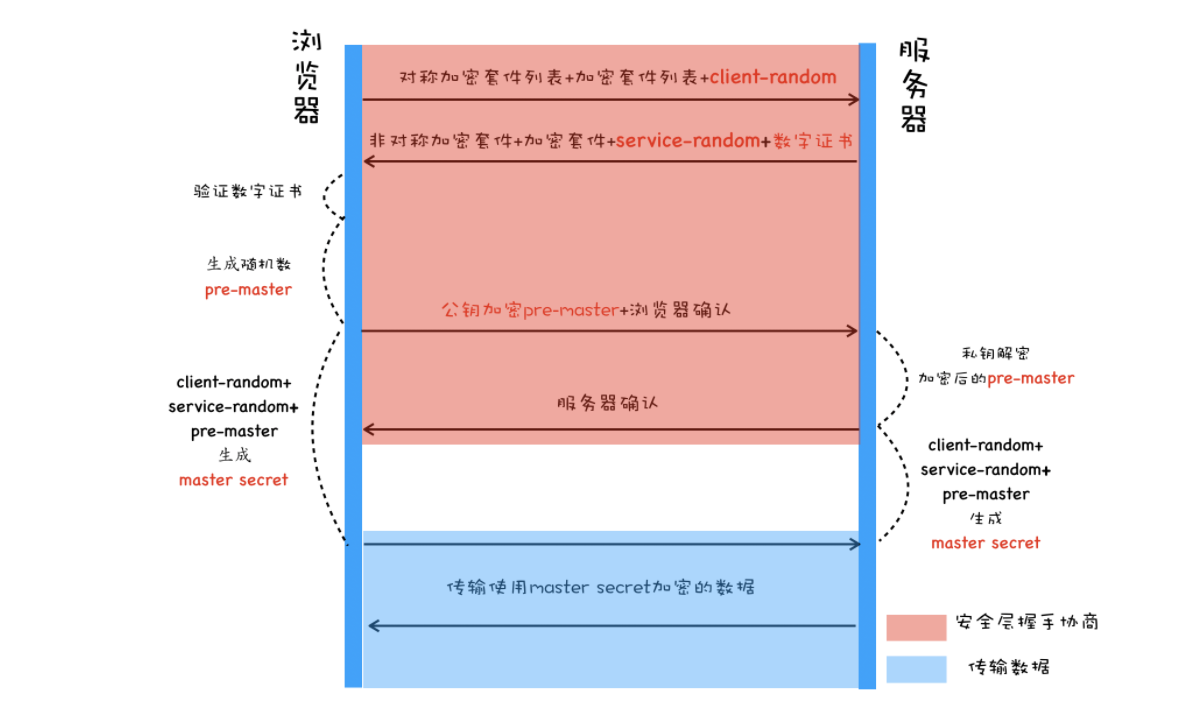 浏
览
器
服
务
器
对称加密套件列表+加密套件列表+client-random
非对称加密套件+加密套件+service-random+数字证书
验证数字证书
生成随机数
pre-master
公钥加密pre-master+浏览器确认
私钥解密
加密后的pre-master
client-random+
service-random+
pre-master
生成
master secret
服务器确认
client-random+
service-random+
pre-master
生成
master secret
传输使用master secret加密的数据
安全层握手协商
传输数据